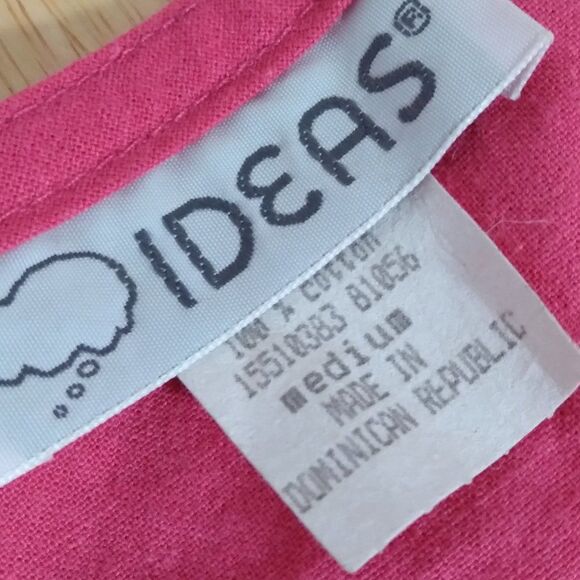 IDEAS®
100 % cotton
15510383 B1056
medium
MADE IN
DOMINICAN REPUBLIC